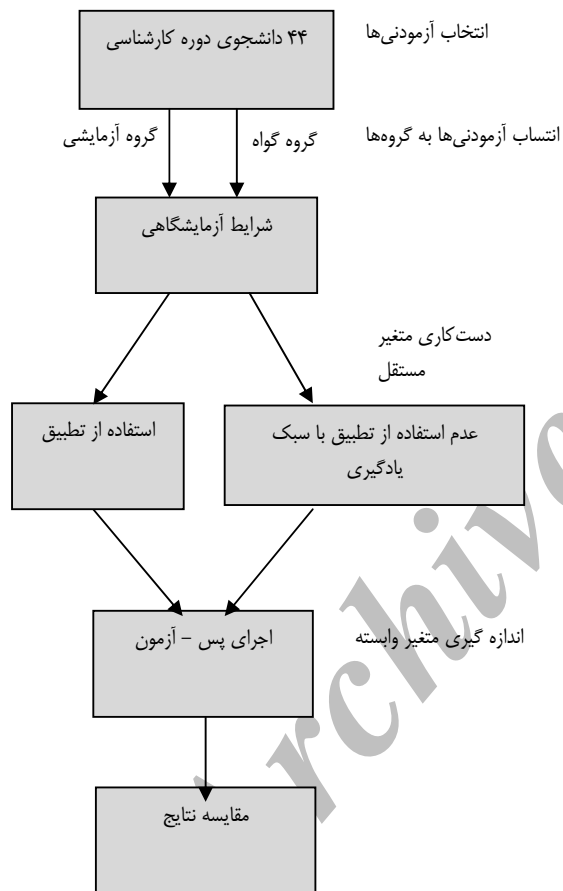 انتخاب آزمودنی‌ها
۴۴ دانشجوی دوره کارشناسی
انتساب آزمودنی‌ها به گروه‌ها
گروه گواه
گروه آزمایشی
شرایط آزمایشگاهی
دست‌کاری متغیر
مستقل
عدم استفاده از تطبیق با سبک
یادگیری
استفاده از تطبیق
اندازه گیری متغیر وابسته
اجرای پس – آزمون
مقایسه نتایج